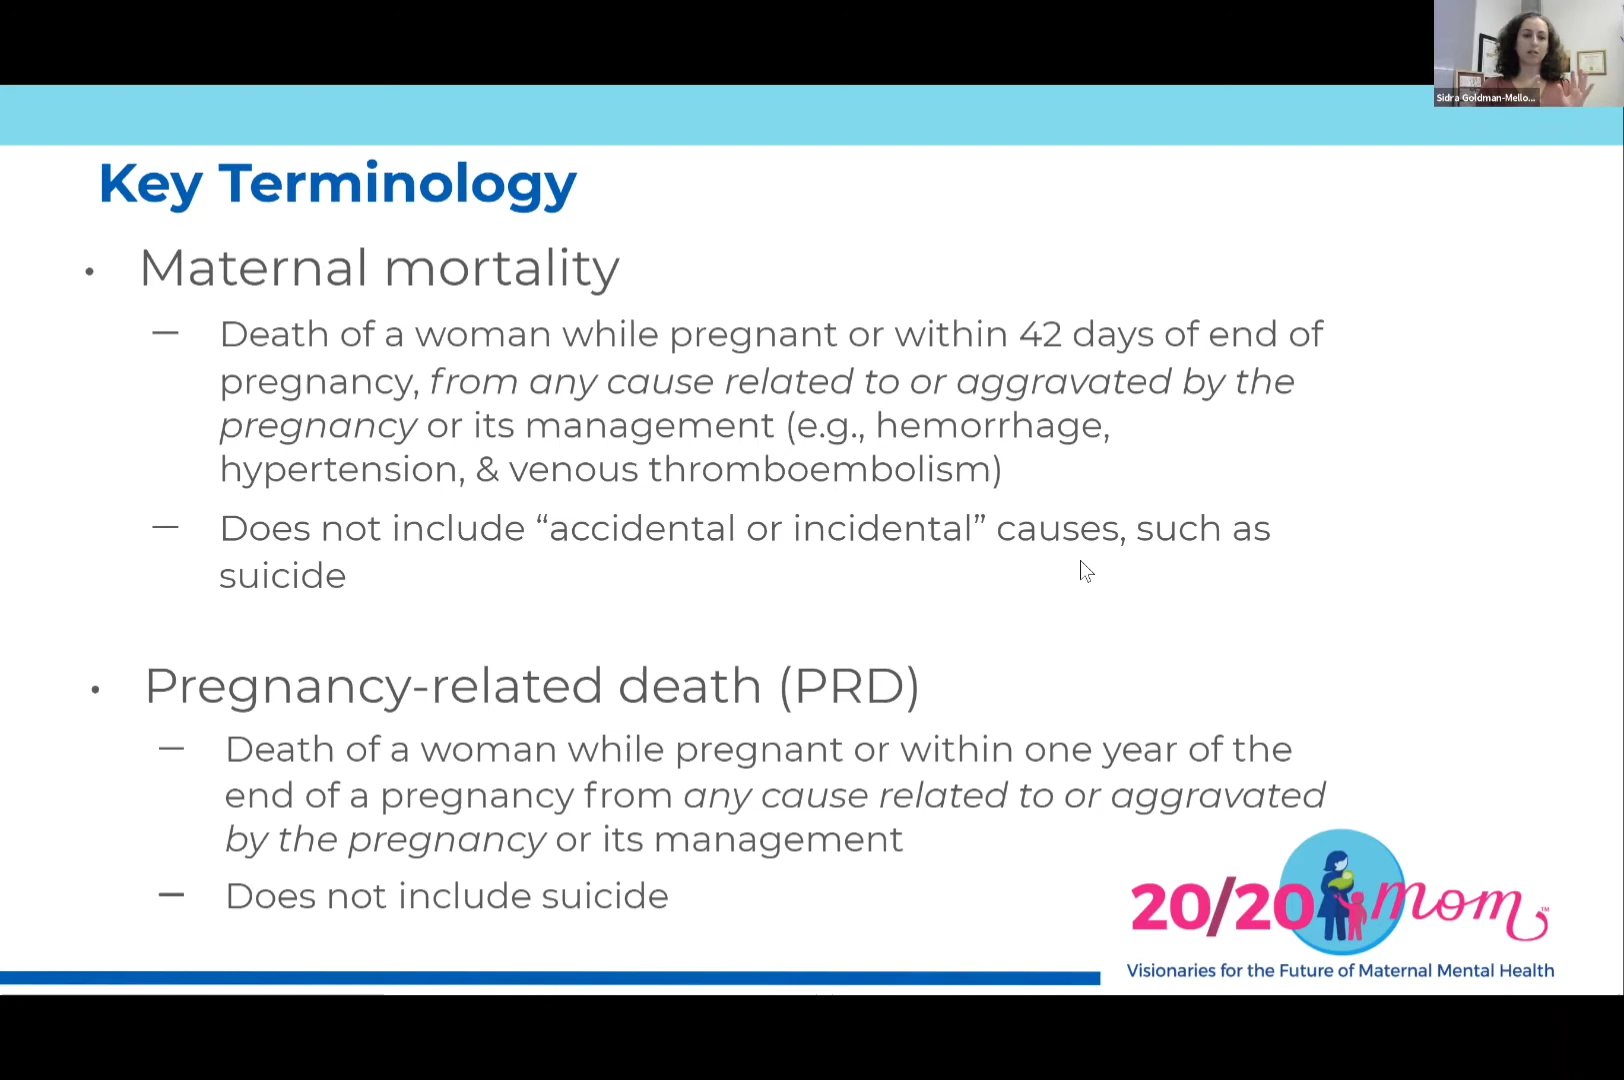 Sidra Goldman-Mello...
Key Terminology
• Maternal mortality
— Death of a woman while pregnant or within 42 days of end of
pregnancy, from any cause related to or aggravated by the
pregnancy or its management (e.g., hemorrhage,
hypertension, & venous thromboembolism)
— Does not include “accidental or incidental” causes, such as
suicide
• Pregnancy-related death (PRD)
— Death of a woman while pregnant or within one year of the
end of a pregnancy from any cause related to or aggravated
by the pregnancy or its management
— Does not include suicide
20/20 mom™
Visionaries for the Future of Maternal Mental Health